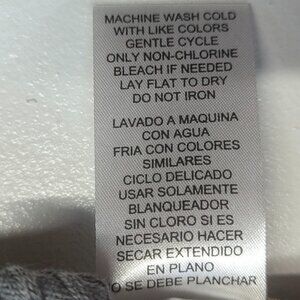 MACHINE WASH COLD
WITH LIKE COLORS
GENTLE CYCLE
ONLY NON-CHLORINE
BLEACH IF NEEDED
LAY FLAT TO DRY
DO NOT IRON
LAVADO A MAQUINA
CON AGUA
FRIA CON COLORES
SIMILARES
CICLO DELICADO
USAR SOLAMENTE
BLANQUEADOR
SIN CLORO SI ES
NECESARIO HACER
SECAR EXTENDIDO
EN PLANO
O SE DEBE PLANCHAR